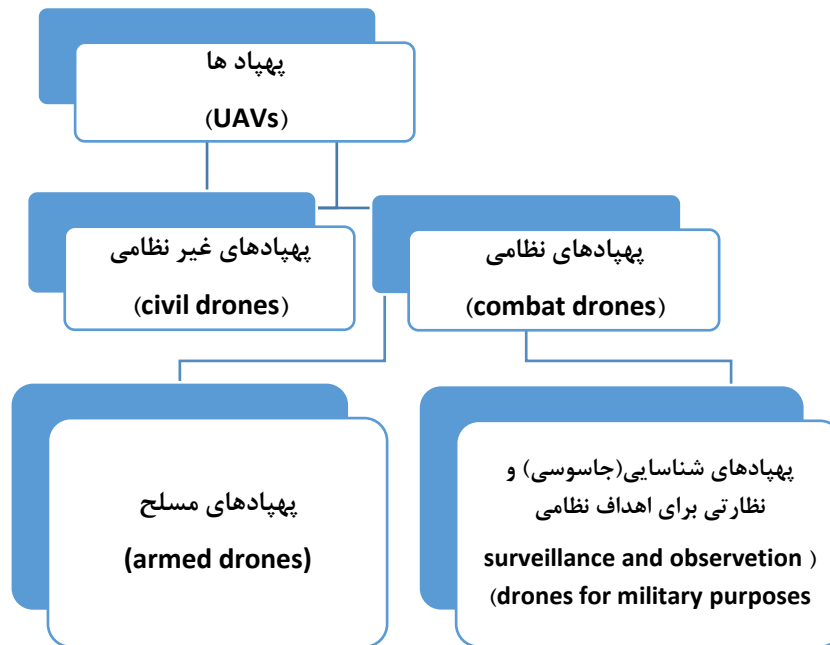 پهپاد ها
(UAVs)
پهپادهای نظامی
(combat drones)
پهپادهای غیر نظامی
(civil drones)
پهپادهای شناسایی(جاسوسی) و
نظارتی برای اهداف نظامی
surveillance and observetion )
(drones for military purposes
پهپادهای مسلح
(armed drones)